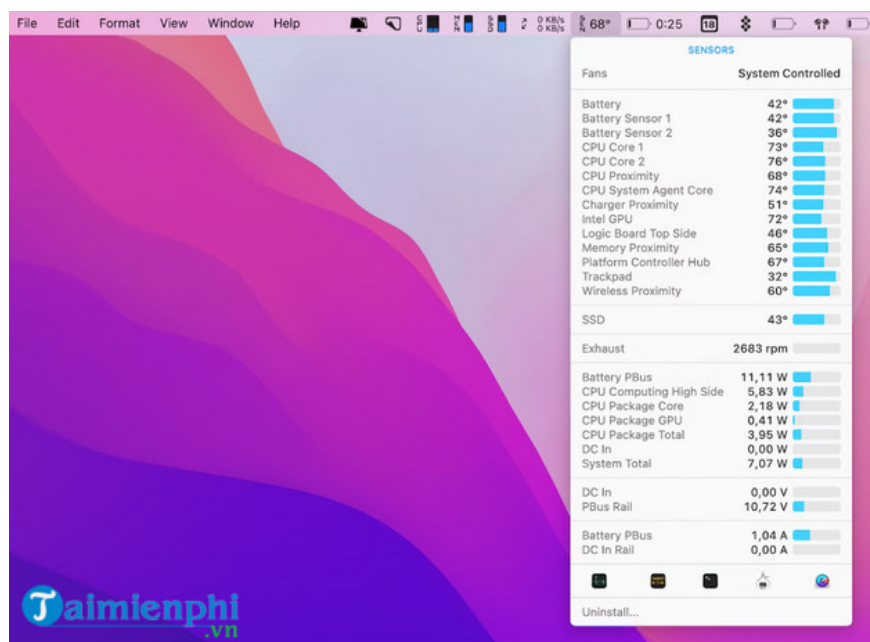 File Edit Format View Window Help 0 KB/s 0 KB/s SEN 68° 0:25 18
SENSORS
Fans System Controlled
Battery 42°
Battery Sensor 1 42°
Battery Sensor 2 36°
CPU Core 1 73°
CPU Core 2 76°
CPU Proximity 68°
CPU System Agent Core 74°
Charger Proximity 51°
Intel GPU 72°
Logic Board Top Side 46°
Memory Proximity 65°
Platform Controller Hub 67°
Trackpad 32°
Wireless Proximity 60°
SSD 43°
Exhaust 2683 rpm
Battery PBus 11,11 W
CPU Computing High Side 5,83 W
CPU Package Core 2,18 W
CPU Package GPU 0,41 W
CPU Package Total 3,95 W
DC In 0,00 W
System Total 7,07 W
DC In 0,00 V
PBus Rail 10,72 V
Battery PBus 1,04 A
DC In Rail 0,00 A
Uninstall...
Taimienphi
.vn